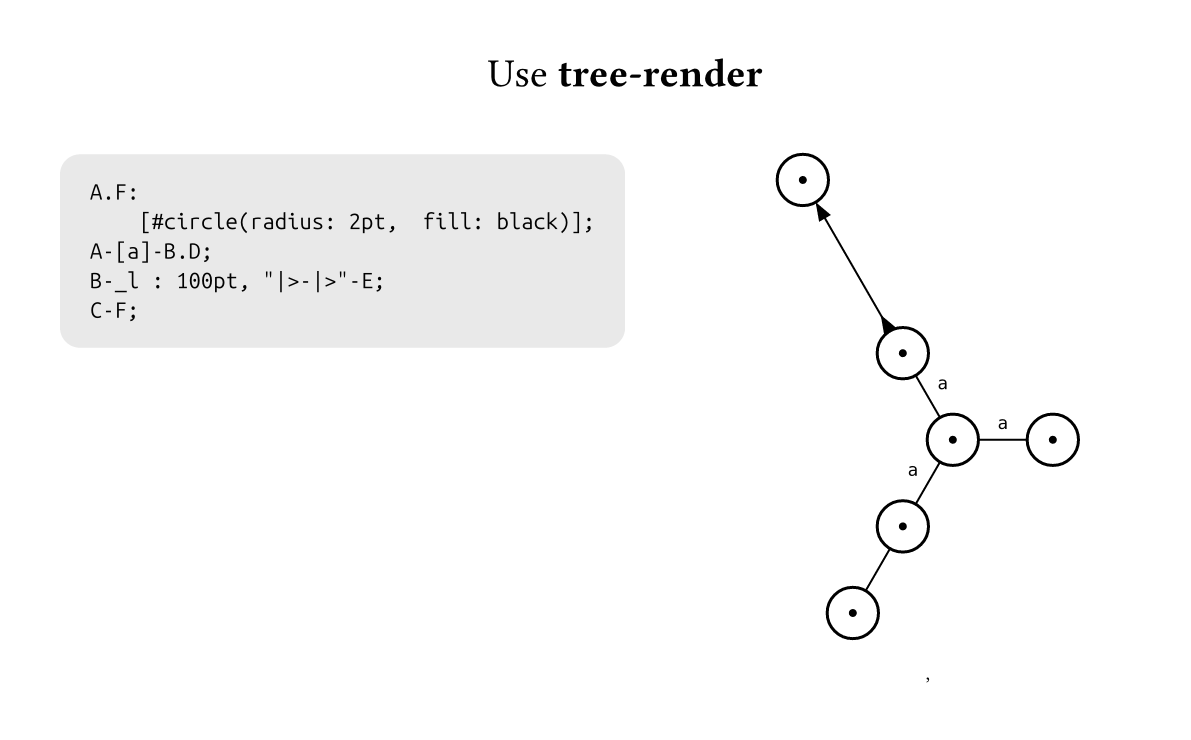 Use tree-render
A.F:
    [#circle(radius: 2pt,  fill: black)];
A-[a]-B.D;
B-_l : 100pt, "|>-|>"-E;
C-F;
a
a
a
,